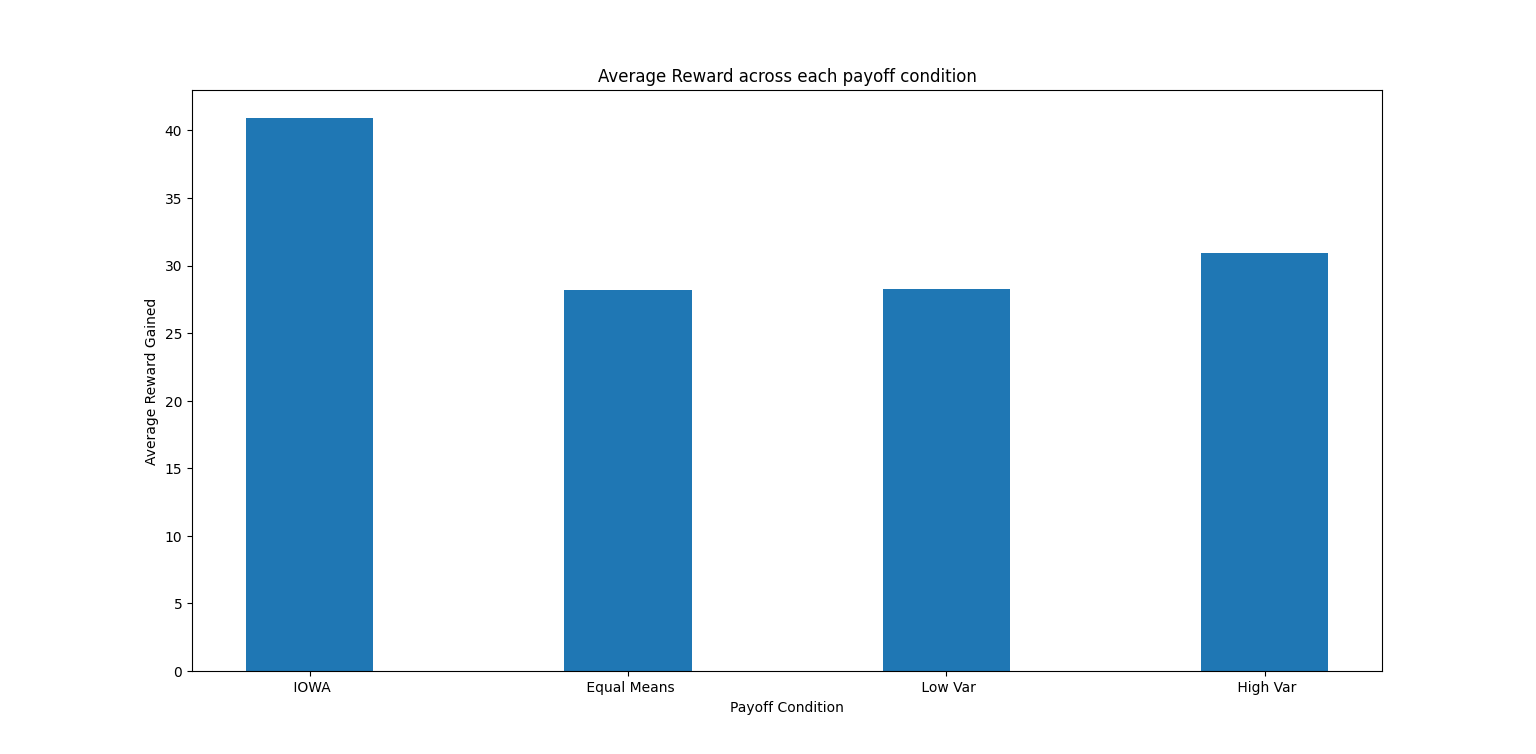 Average Reward across each payoff condition
Average Reward Gained
40
35
30
25
20
15
10
5
0
IOWA
Equal Means
Low Var
High Var
Payoff Condition